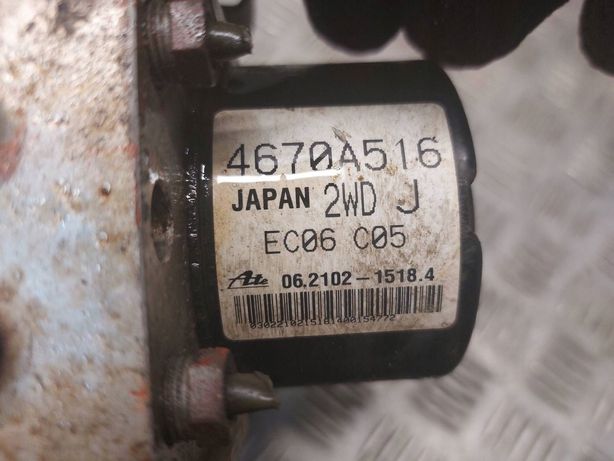 4670A516
JAPAN 2WD J
EC06 C05
Ate 06.2102-1518.4